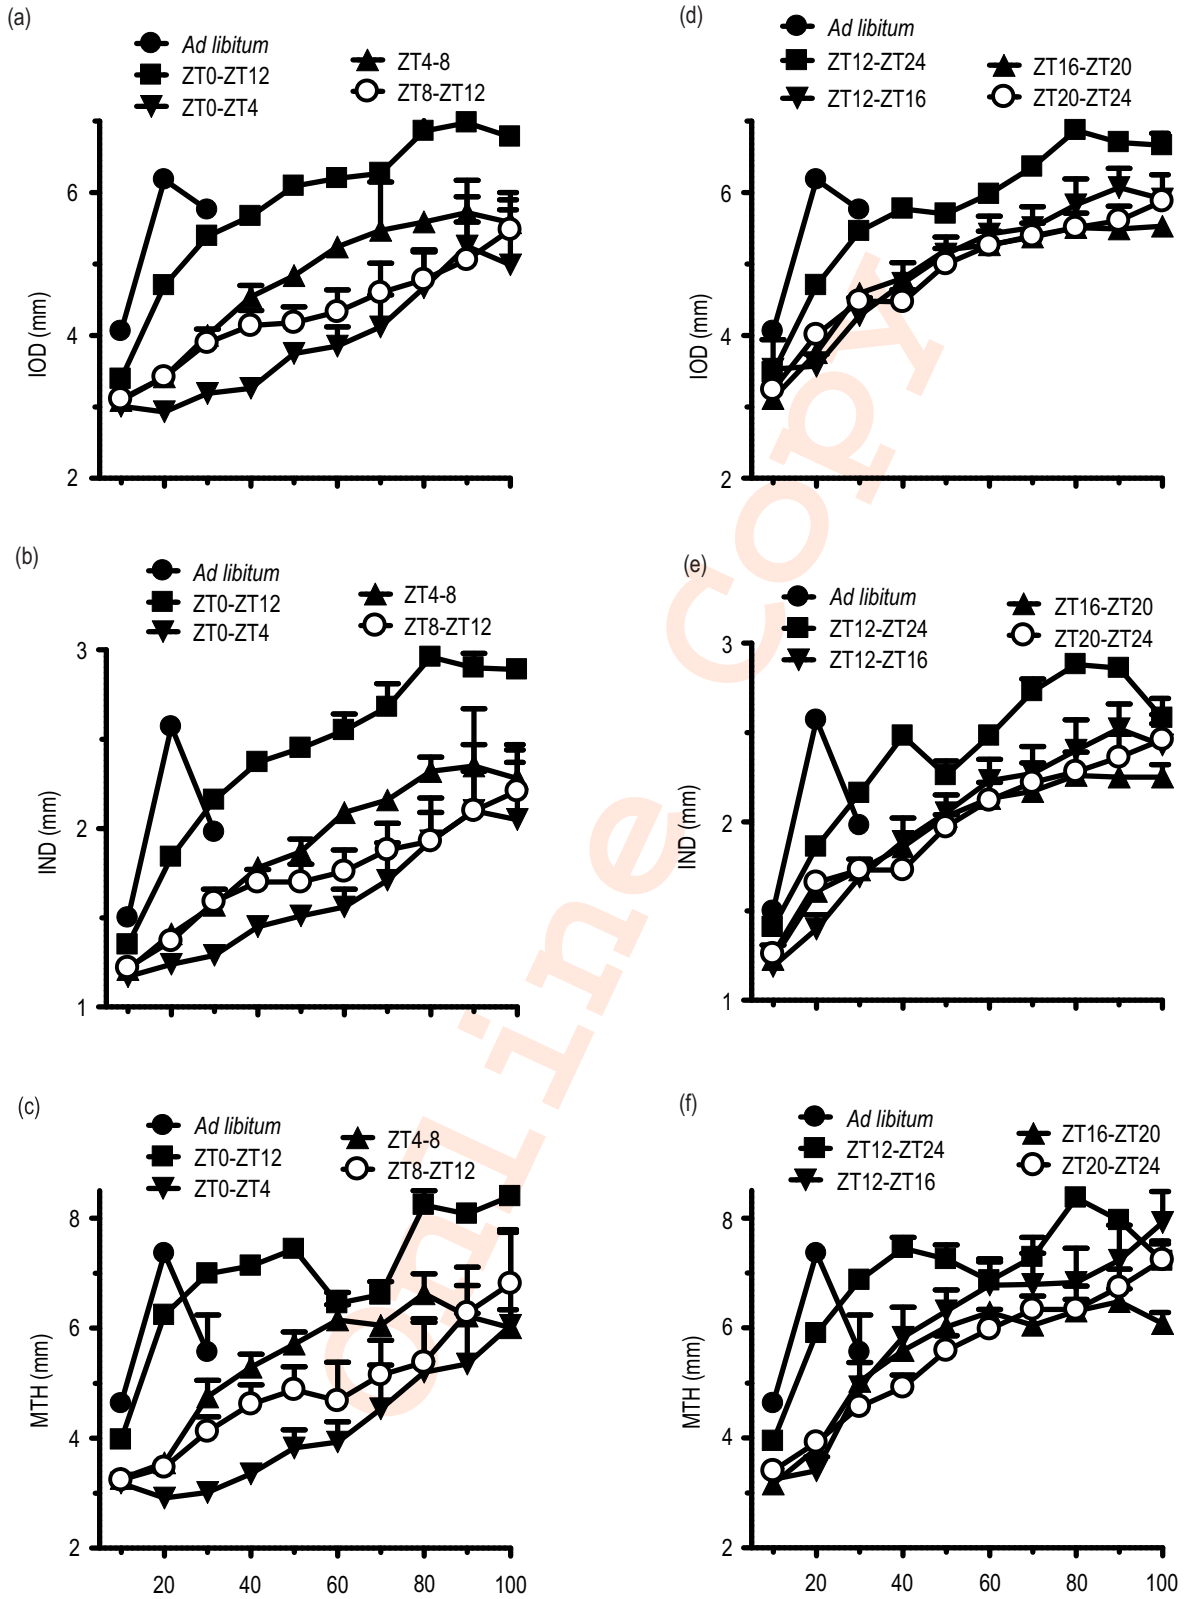 (a)
Ad libitum
ZT0-ZT12
ZT0-ZT4
ZT4-8
ZT8-ZT12
6
4
2
IOD (mm)
(d)
Ad libitum
ZT12-ZT24
ZT12-ZT16
ZT16-ZT20
ZT20-ZT24
6
4
2
IOD (mm)
(b)
Ad libitum
ZT0-ZT12
ZT0-ZT4
ZT4-8
ZT8-ZT12
3
2
1
IND (mm)
(e)
Ad libitum
ZT12-ZT24
ZT12-ZT16
ZT16-ZT20
ZT20-ZT24
3
2
1
IND (mm)
(c)
Ad libitum
ZT0-ZT12
ZT0-ZT4
ZT4-8
ZT8-ZT12
8
6
4
2
MTH (mm)
20 40 60 80 100
(f)
Ad libitum
ZT12-ZT24
ZT12-ZT16
ZT16-ZT20
ZT20-ZT24
8
6
4
2
MTH (mm)
20 40 60 80 100
Online Copy